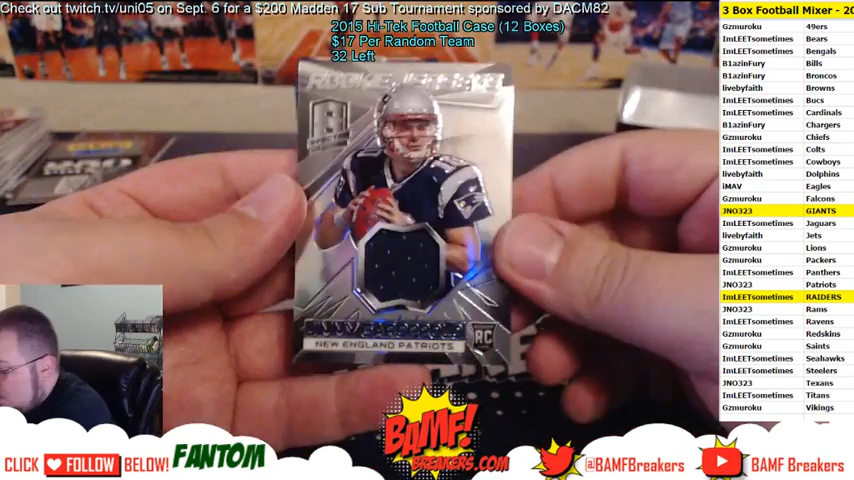 Check out twitch.tv/uni05 on Sept. 6 for a $200 Madden 17 Sub Tournament sponsored by DACM82
2015 Hi-Tek Football Case (12 Boxes)
$17 Per Random Team
32 Left
3 Box Football Mixer - 20
Gzmuroku 49ers
ImLEETsometimes Bears
ImLEETsometimes Bengals
B1azinFury Bills
B1azinFury Broncos
livebyfaith Browns
ImLEETsometimes Bucs
ImLEETsometimes Cardinals
B1azinFury Chargers
Gzmuroku Chiefs
ImLEETsometimes Colts
ImLEETsometimes Cowboys
livebyfaith Dolphins
iMAV Eagles
Gzmuroku Falcons
JNO323 GIANTS
ImLEETsometimes Jaguars
livebyfaith Jets
Gzmuroku Lions
Gzmuroku Packers
ImLEETsometimes Panthers
JNO323 Patriots
ImLEETsometimes RAIDERS
JNO323 Rams
ImLEETsometimes Ravens
Gzmuroku Redskins
Gzmuroku Saints
ImLEETsometimes Seahawks
ImLEETsometimes Steelers
JNO323 Texans
ImLEETsometimes Titans
Gzmuroku Vikings
NEW ENGLAND PATRIOTS
RC
CLICK FOLLOW BELOW!
FANTOM
BAMF!
BREAKERS.COM
@BAMFBreakers
BAMF Breakers